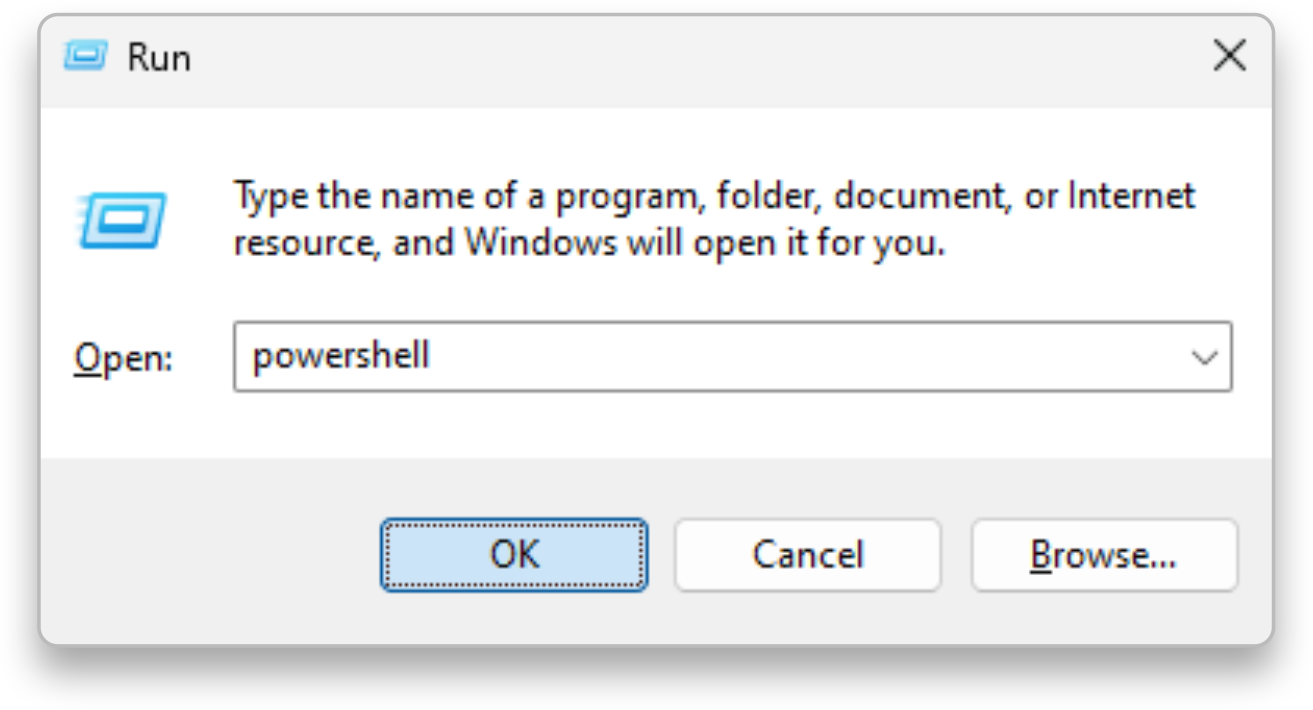 Run
Type the name of a program, folder, document, or Internet
resource, and Windows will open it for you.
Open: powershell
OK Cancel Browse...